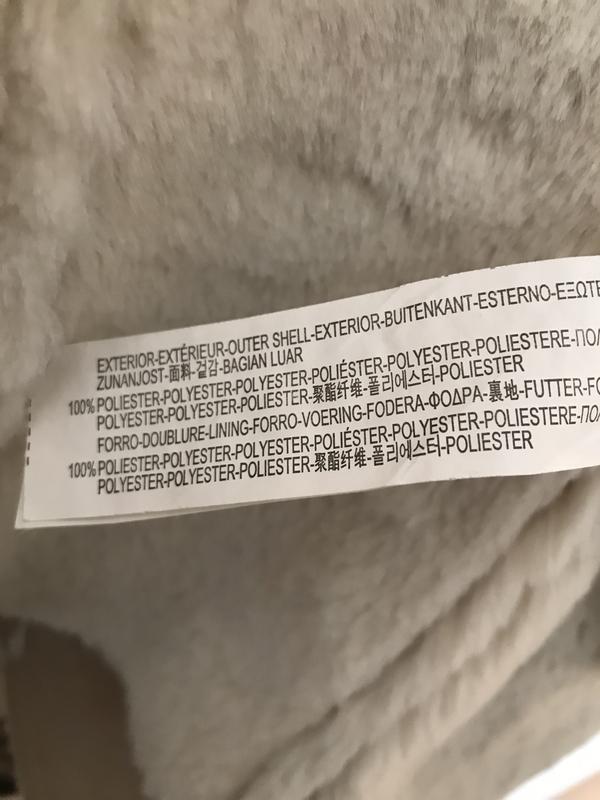 EXTERIOR-EXTÉRIEUR-OUTER SHELL-EXTERIOR-BUITENKANT-ESTERNO-ΕΞΩΤΕ
ZUNANJOST-面料-겉감-BAGIAN LUAR
100% POLIESTER-POLYESTER-POLYESTER-POLIÉSTER-POLYESTER-POLIESTERE-ΠΟΛ
POLYESTER-POLYESTER-POLIESTER-聚酯纤维-폴리에스터-POLIESTER
FORRO-DOUBLURE-LINING-FORRO-VOERING-FODERA-ΦΟΔΡΑ-裏地-FUTTER-FO
100% POLIESTER-POLYESTER-POLYESTER-POLIÉSTER-POLYESTER-POLIESTERE-ΠΟΛ
POLYESTER-POLYESTER-POLIESTER-聚酯纤维-폴리에스터-POLIESTER